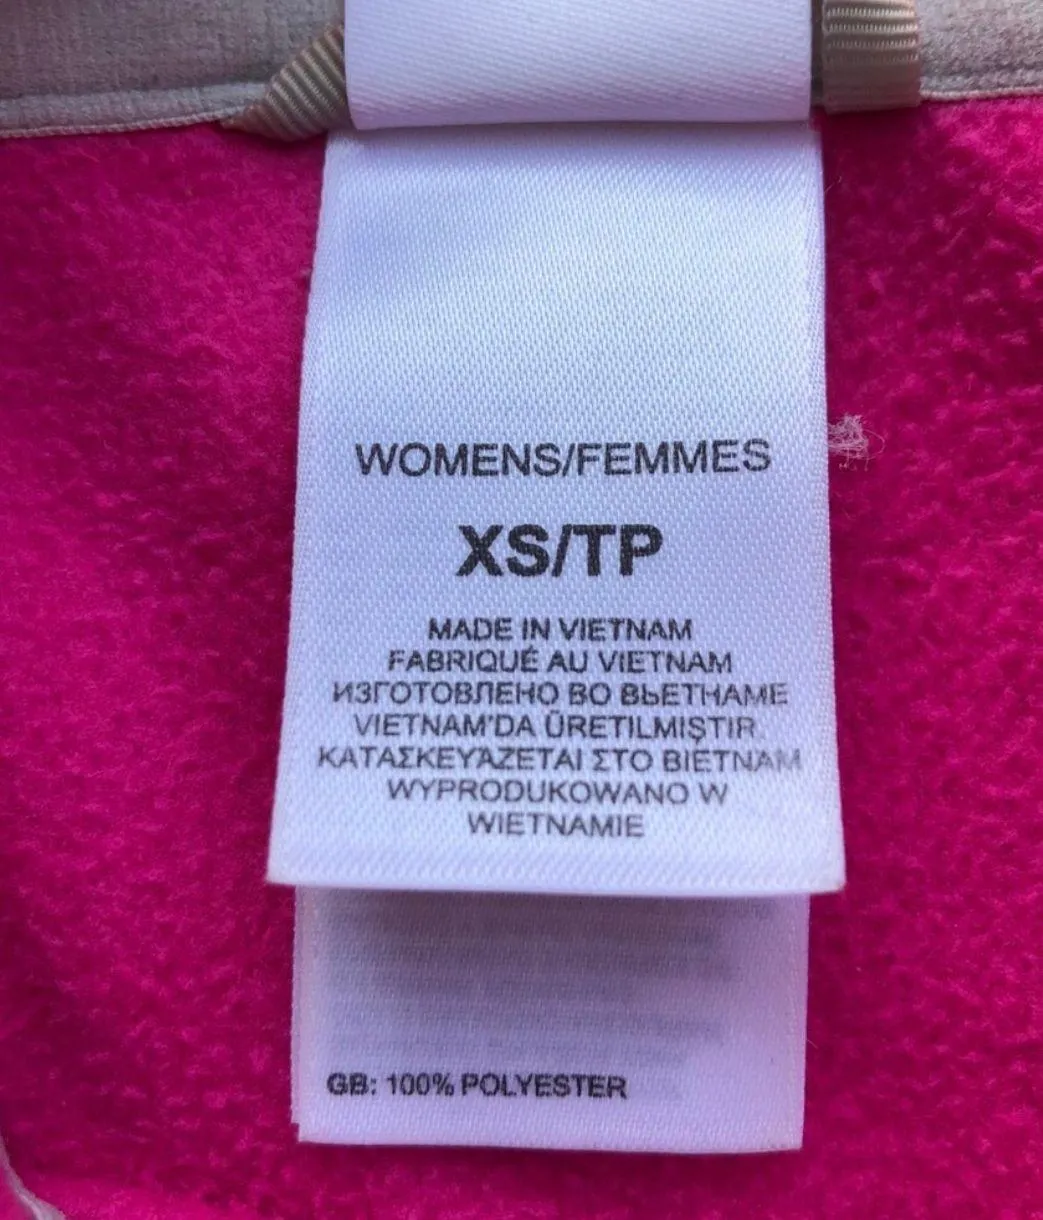 WOMENS/FEMMES
XS/TP
MADE IN VIETNAM
FABRIQUÉ AU VIETNAM
ИЗГОТОВЛЕНО ВО ВЬЕТНАМЕ
VIETNAM'DA ÜRETILMIŞTIR.
ΚΑΤΑΣΚΕΥΆΖΕΤΑΙ ΣΤΟ ΒΙΕΤΝΑΜ
WYPRODUKOWANO W
WIETNAMIE
GB: 100% POLYESTER